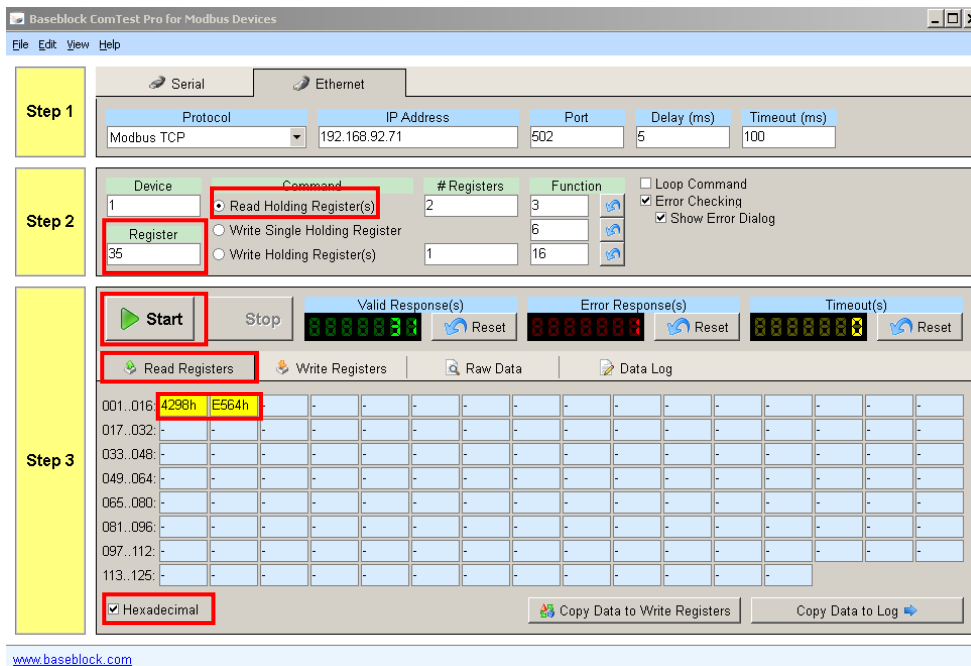 Baseblock ComTest Pro for Modbus Devices
File Edit View Help
Step 1
Serial Ethernet
Protocol IP Address Port Delay (ms) Timeout (ms)
Modbus TCP 192.168.92.71 502 5 100
Step 2
Device Command # Registers Function
1 Read Holding Register(s) 2 3
Register Write Single Holding Register 6
35 Write Holding Register(s) 1 16
Loop Command
Error Checking
Show Error Dialog
Step 3
Start Stop
Valid Response(s) Error Response(s) Timeout(s)
31 Reset 1 Reset 0 Reset
Read Registers Write Registers Raw Data Data Log
001..016: 4298h E564h - - - - - - - - - - - - - -
017..032: - - - - - - - - - - - - - - - -
033..048: - - - - - - - - - - - - - - - -
049..064: - - - - - - - - - - - - - - - -
065..080: - - - - - - - - - - - - - - - -
081..096: - - - - - - - - - - - - - - - -
097..112: - - - - - - - - - - - - - - - -
113..125: - - - - - - - - - - - - -
Hexadecimal
Copy Data to Write Registers Copy Data to Log
www.baseblock.com